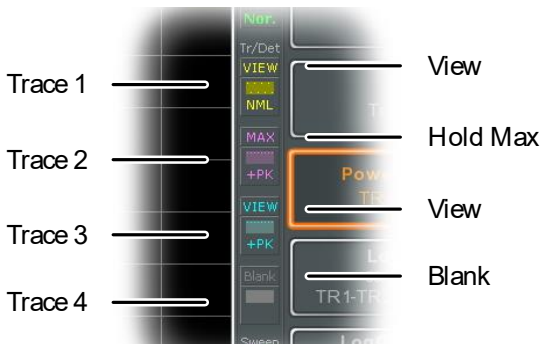 Nor.
Tr/Det
VIEW
NML
MAX
+PK
VIEW
+PK
Blank
Sweep
Trace 1
Trace 2
Trace 3
Trace 4
TR1-TR
View
Hold Max
View
Blank